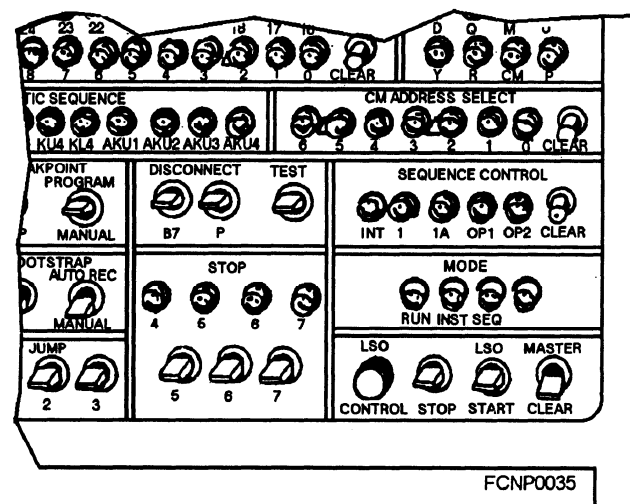 23 22 18 17 D Q M
8 7 6 5 4 3 2 1 0 CLEAR Y R CM P
TIC SEQUENCE CM ADDRESS SELECT
KU4 KL4 AKU1 AKU2 AKU3 AKU4 6 5 4 3 2 1 0 CLEAR
AKPOINT DISCONNECT TEST SEQUENCE CONTROL
PROGRAM
MANUAL B7 P INT 1 1A OP1 OP2 CLEAR
OOTSTRAP STOP MODE
AUTO REC
MANUAL 4 5 6 7 RUN INST SEQ
JUMP LSO LSO MASTER
2 3 5 6 7 CONTROL STOP START CLEAR
FCNP0035